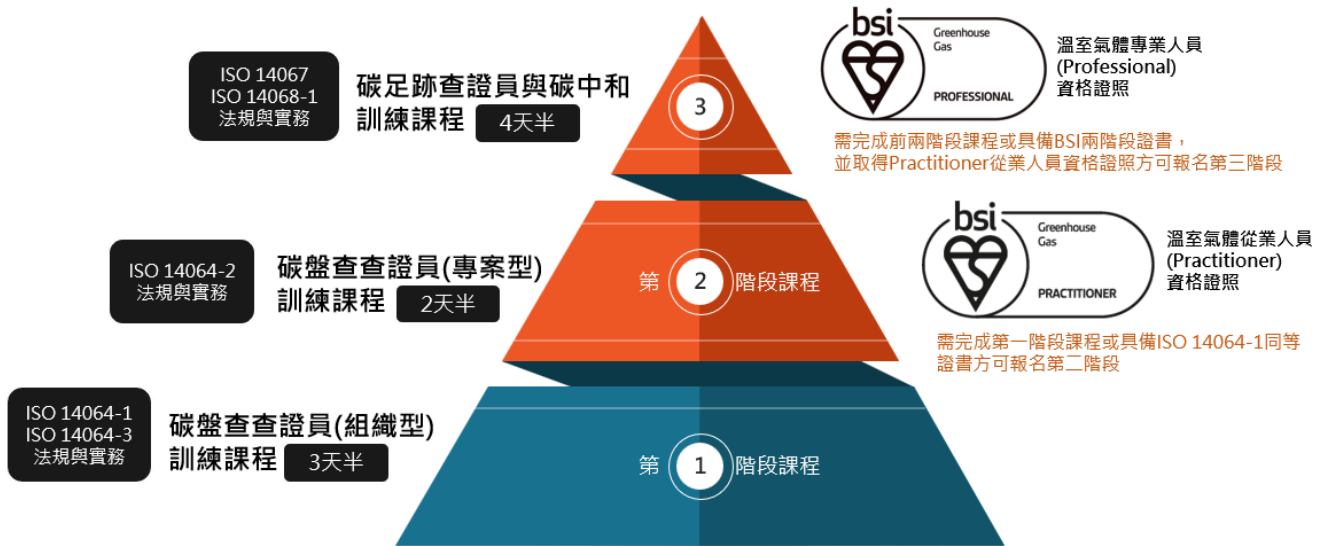 ISO 14067
ISO 14068-1
法規與實務
碳足跡查證員與碳中和
訓練課程 4天半
3
bsi
Greenhouse
Gas
PROFESSIONAL
溫室氣體專業人員
(Professional)
資格證照
需完成前兩階段課程或具備BSI兩階段證書，
並取得Practitioner從業人員資格證照方可報名第三階段
ISO 14064-2
法規與實務
碳盤查查證員(專案型)
訓練課程 2天半
第 2 階段課程
bsi
Greenhouse
Gas
PRACTITIONER
溫室氣體從業人員
(Practitioner)
資格證照
需完成第一階段課程或具備ISO 14064-1同等
證書方可報名第二階段
ISO 14064-1
ISO 14064-3
法規與實務
碳盤查查證員(組織型)
訓練課程 3天半
第 1 階段課程